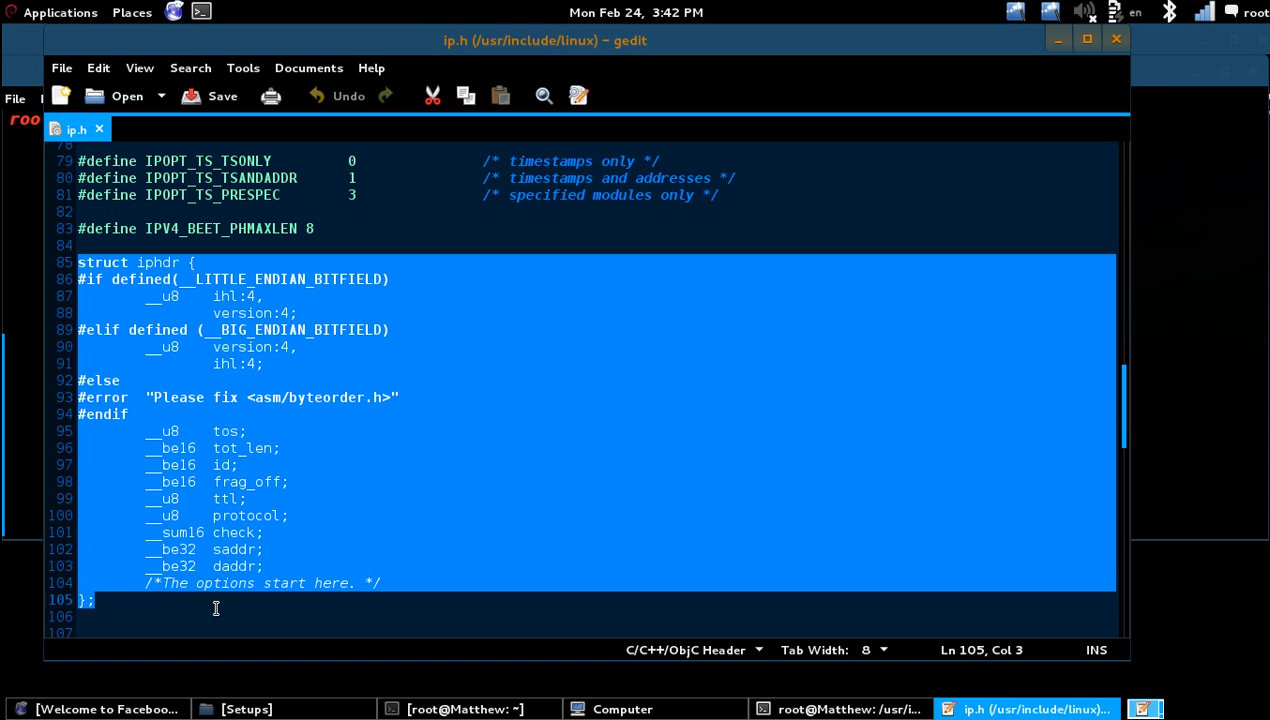 Applications Places Mon Feb 24, 3:42 PM en root
ip.h (/usr/include/linux) – gedit
File Edit View Search Tools Documents Help
File
Open Save Undo
roo
ip.h
78
79 #define IPOPT_TS_TSONLY 0 /* timestamps only */
80 #define IPOPT_TS_TSANDADDR 1 /* timestamps and addresses */
81 #define IPOPT_TS_PRESPEC 3 /* specified modules only */
82
83 #define IPV4_BEET_PHMAXLEN 8
84
85 struct iphdr {
86 #if defined(__LITTLE_ENDIAN_BITFIELD)
87 __u8 ihl:4,
88 version:4;
89 #elif defined (__BIG_ENDIAN_BITFIELD)
90 __u8 version:4,
91 ihl:4;
92 #else
93 #error "Please fix <asm/byteorder.h>"
94 #endif
95 __u8 tos;
96 __be16 tot_len;
97 __be16 id;
98 __be16 frag_off;
99 __u8 ttl;
100 __u8 protocol;
101 __sum16 check;
102 __be32 saddr;
103 __be32 daddr;
104 /*The options start here. */
105 };
106
107
C/C++/ObjC Header Tab Width: 8 Ln 105, Col 3 INS
[Welcome to Faceboo... [Setups] [root@Matthew: ~] Computer root@Matthew: /usr/i... ip.h (/usr/include/linux)...